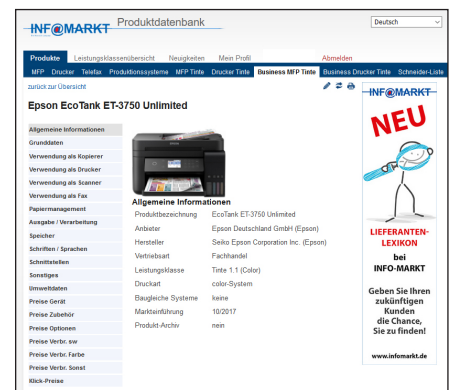 INF@MARKT Produktdatenbank
Deutsch
Produkte Leistungsklassenübersicht Neuigkeiten Mein Profil Abmelden
MFP Drucker Telefax Produktionssysteme MFP Tinte Drucker Tinte Business MFP Tinte Business Drucker Tinte Schneider-Liste
zurück zur Übersicht
Epson EcoTank ET-3750 Unlimited
Allgemeine Informationen
Grunddaten
Verwendung als Kopierer
Verwendung als Drucker
Verwendung als Scanner
Verwendung als Fax
Papiermanagement
Ausgabe / Verarbeitung
Speicher
Schriften / Sprachen
Schnittstellen
Sonstiges
Umweltdaten
Preise Gerät
Preise Zubehör
Preise Optionen
Preise Verbr. sw
Preise Verbr. Farbe
Preise Verbr. Sonst
Klick-Preise
Allgemeine Informationen
Produktbezeichnung EcoTank ET-3750 Unlimited
Anbieter Epson Deutschland GmbH (Epson)
Hersteller Seiko Epson Corporation Inc. (Epson)
Vertriebsart Fachhandel
Leistungsklasse Tinte 1.1 (Color)
Druckart color-System
Baugleiche Systeme keine
Markteinführung 10/2017
Produkt-Archiv nein
INF@MARKT
NEU
LIEFERANTEN-
LEXIKON
bei
INFO-MARKT
Geben Sie Ihren
zukünftigen
Kunden
die Chance,
Sie zu finden!
www.infomarkt.de